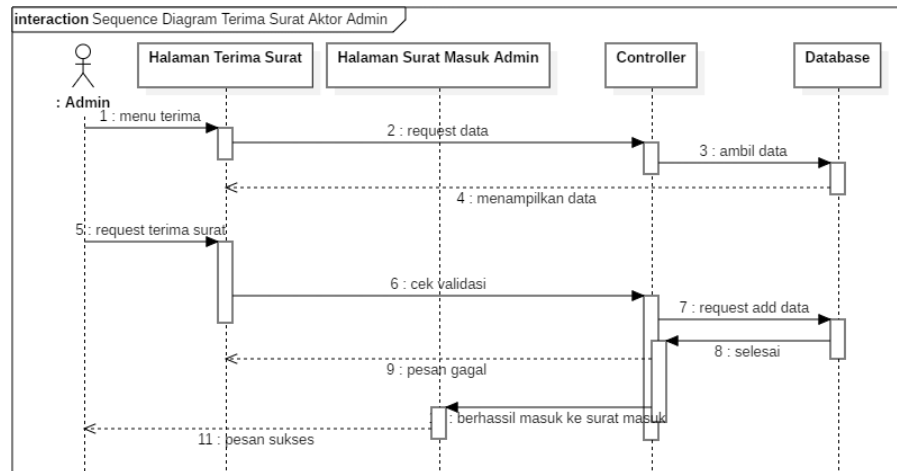 interaction Sequence Diagram Terima Surat Aktor Admin
Halaman Terima Surat
Halaman Surat Masuk Admin
Controller
Database
: Admin
1 : menu terima
2 : request data
3 : ambil data
4 : menampilkan data
5 : request terima surat
6 : cek validasi
7 : request add data
8 : selesai
9 : pesan gagal
: berhassil masuk ke surat masuk
11 : pesan sukses